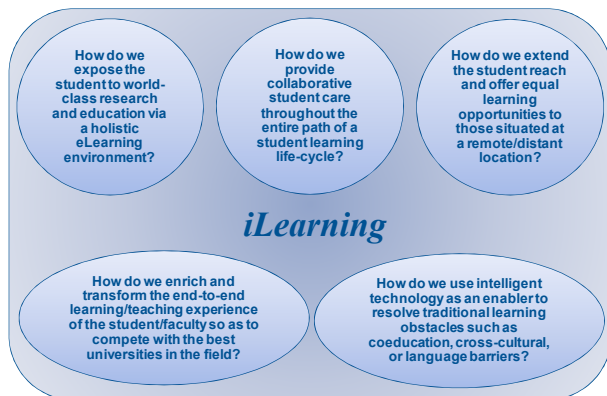 How do we
expose the
student to world-
class research
and education via
a holistic
eLearning
environment?
How do we
provide
collaborative
student care
throughout the
entire path of a
student learning
life-cycle?
How do we extend
the student reach
and offer equal
learning
opportunities to
those situated at
a remote/distant
location?
iLearning
How do we enrich and
transform the end-to-end
learning/teaching experience
of the student/faculty so as to
compete with the best
universities in the field?
How do we use intelligent
technology as an enabler to
resolve traditional learning
obstacles such as
coeducation, cross-cultural,
or language barriers?